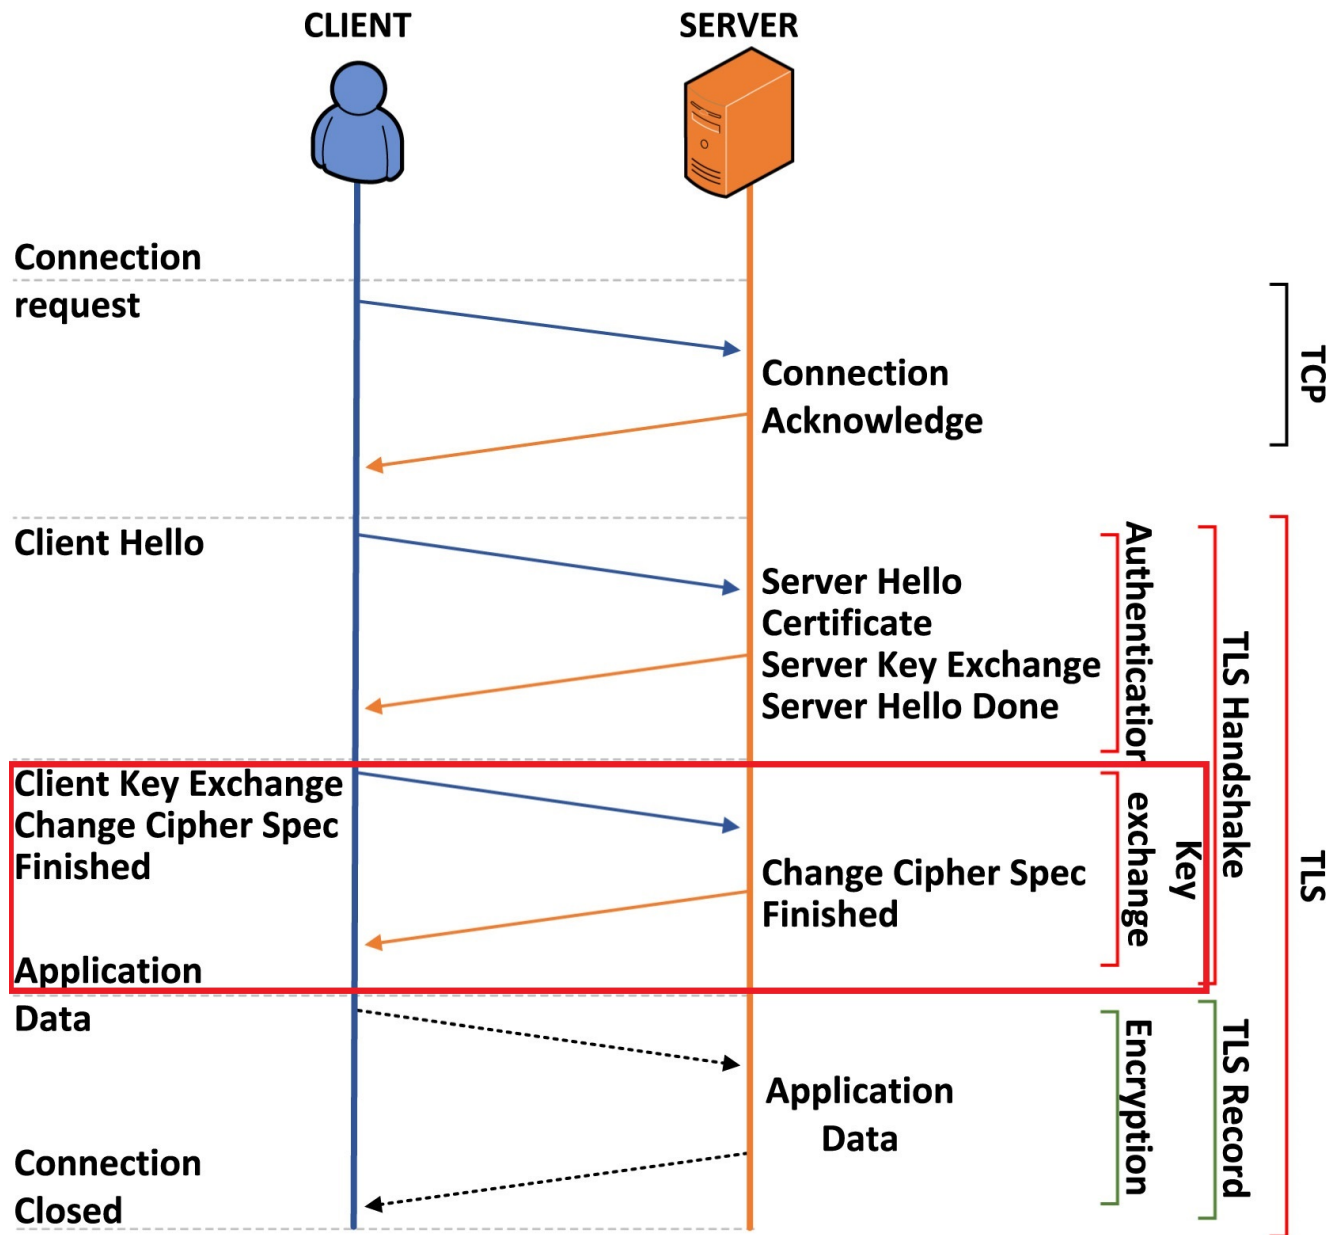 CLIENT
SERVER
Connection
request
Connection
Acknowledge
TCP
Client Hello
Server Hello
Certificate
Server Key Exchange
Server Hello Done
Authentication
TLS Handshake
TLS
Client Key Exchange
Change Cipher Spec
Finished
Change Cipher Spec
Finished
Key
exchange
Application
Data
Application
Data
Encryption
TLS Record
Connection
Closed